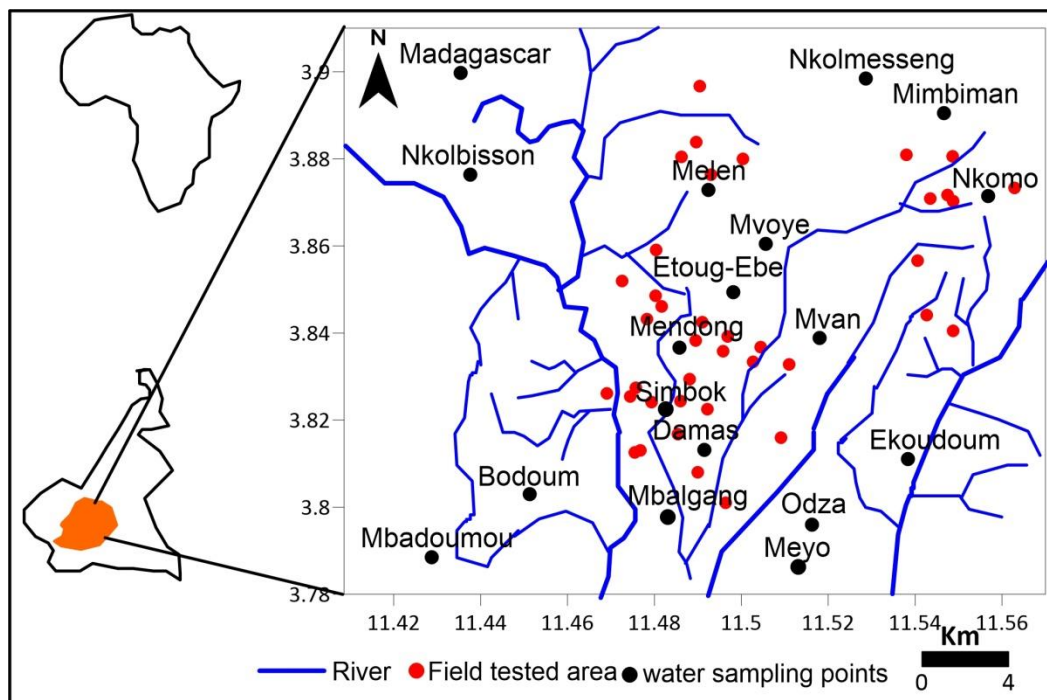 N
Madagascar
Nkolmesseng
Mimbiman
3.9
3.88
Nkolbisson
Melen
Nkomo
3.86
Mvoye
Etoug-Ebe
3.84
Mendong
Mvan
3.82
Simbok
Damas
Ekoudoum
Bodoum
3.8
Mbalgang
Odza
Mbadoumou
Meyo
3.78
11.42 11.44 11.46 11.48 11.5 11.52 11.54 11.56
Km
River Field tested area water sampling points
0 4